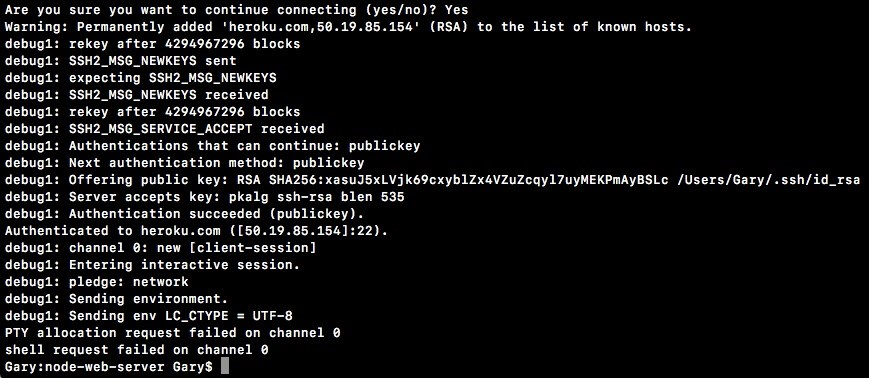 Are you sure you want to continue connecting (yes/no)? Yes
Warning: Permanently added 'heroku.com,50.19.85.154' (RSA) to the list of known hosts.
debug1: rekey after 4294967296 blocks
debug1: SSH2_MSG_NEWKEYS sent
debug1: expecting SSH2_MSG_NEWKEYS
debug1: SSH2_MSG_NEWKEYS received
debug1: rekey after 4294967296 blocks
debug1: SSH2_MSG_SERVICE_ACCEPT received
debug1: Authentications that can continue: publickey
debug1: Next authentication method: publickey
debug1: Offering public key: RSA SHA256:xasuJ5xLVjk69cxyblZx4VZuZcqyl7uyMEKPmAyBSLc /Users/Gary/.ssh/id_rsa
debug1: Server accepts key: pkalg ssh-rsa blen 535
debug1: Authentication succeeded (publickey).
Authenticated to heroku.com ([50.19.85.154]:22).
debug1: channel 0: new [client-session]
debug1: Entering interactive session.
debug1: pledge: network
debug1: Sending environment.
debug1: Sending env LC_CTYPE = UTF-8
PTY allocation request failed on channel 0
shell request failed on channel 0
Gary:node-web-server Gary$